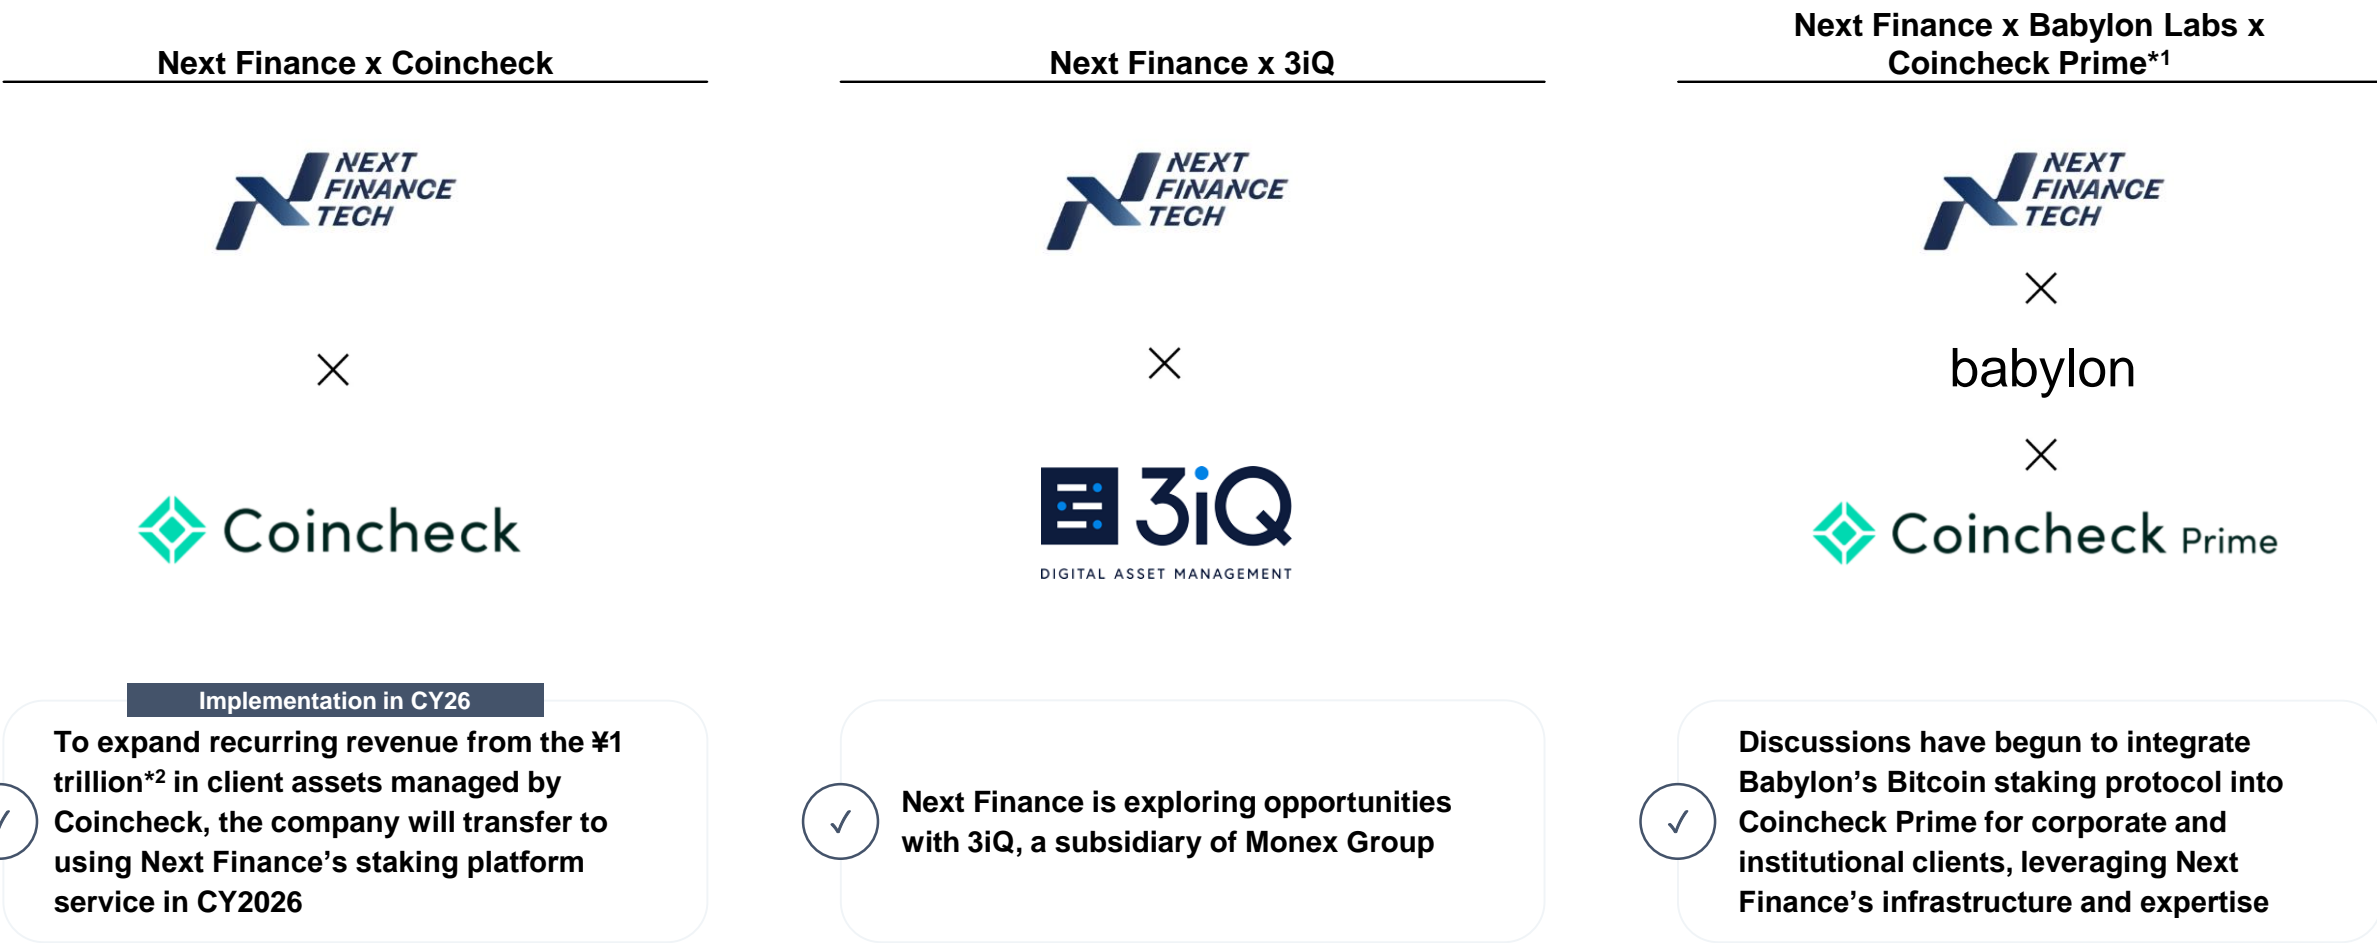 Next Finance x Coincheck
NEXT
FINANCE
TECH
×
Coincheck
Implementation in CY26
To expand recurring revenue from the ¥1
trillion*2 in client assets managed by
Coincheck, the company will transfer to
using Next Finance’s staking platform
service in CY2026
Next Finance x 3iQ
NEXT
FINANCE
TECH
×
3iQ
DIGITAL ASSET MANAGEMENT
Next Finance is exploring opportunities
with 3iQ, a subsidiary of Monex Group
Next Finance x Babylon Labs x
Coincheck Prime*1
NEXT
FINANCE
TECH
×
babylon
×
Coincheck Prime
Discussions have begun to integrate
Babylon’s Bitcoin staking protocol into
Coincheck Prime for corporate and
institutional clients, leveraging Next
Finance’s infrastructure and expertise